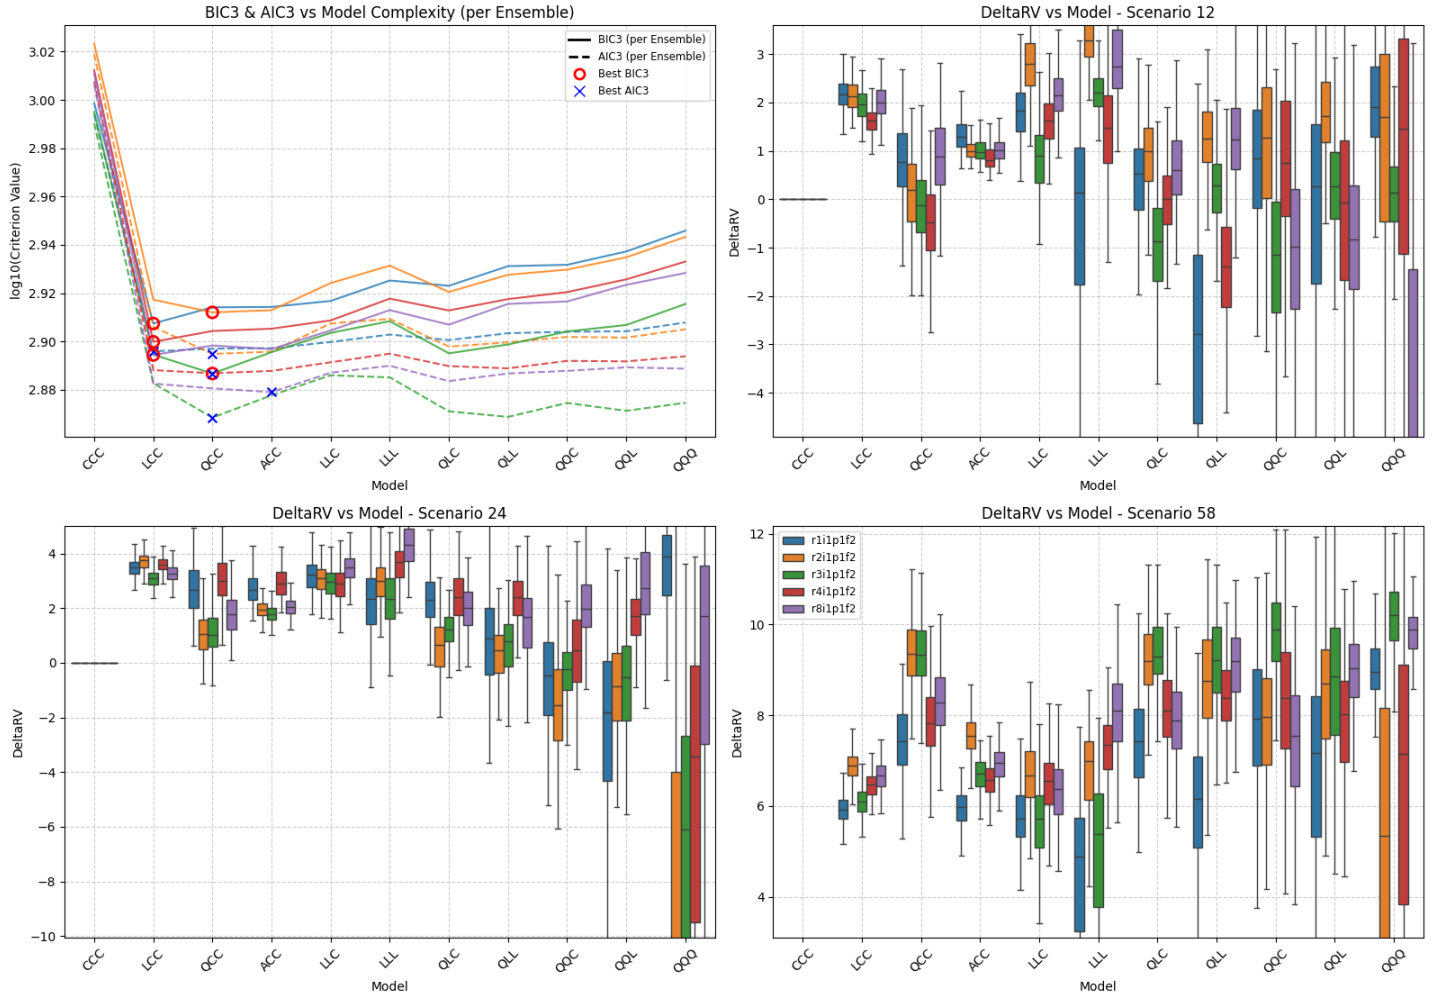 BIC3 & AIC3 vs Model Complexity (per Ensemble)
log10(Criterion Value)
3.02
3.00
2.98
2.96
2.94
2.92
2.90
2.88
BIC3 (per Ensemble)
AIC3 (per Ensemble)
Best BIC3
Best AIC3
CCC LCC QCC ACC LLC LLL QLC QLL QQC QQL QQQ
Model
DeltaRV vs Model - Scenario 12
DeltaRV
3
2
1
0
−1
−2
−3
−4
CCC LCC QCC ACC LLC LLL QLC QLL QQC QQL QQQ
Model
DeltaRV vs Model - Scenario 24
DeltaRV
4
2
0
−2
−4
−6
−8
−10
CCC LCC QCC ACC LLC LLL QLC QLL QQC QQL QQQ
Model
DeltaRV vs Model - Scenario 58
DeltaRV
12
10
8
6
4
r1i1p1f2
r2i1p1f2
r3i1p1f2
r4i1p1f2
r8i1p1f2
CCC LCC QCC ACC LLC LLL QLC QLL QQC QQL QQQ
Model